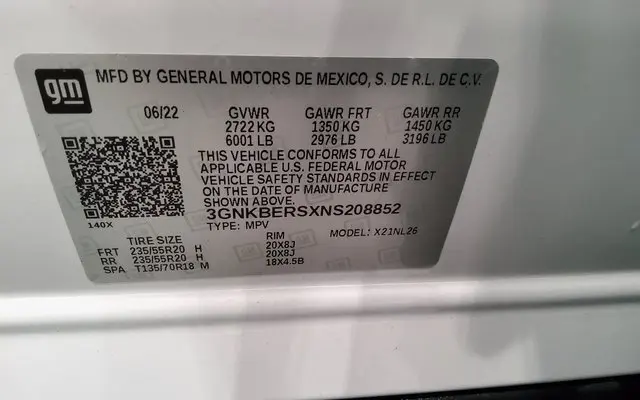 gm
MFD BY GENERAL MOTORS DE MEXICO, S. DE R.L. DE C.V.
06/22 GVWR GAWR FRT GAWR RR
2722 KG 1350 KG 1450 KG
6001 LB 2976 LB 3196 LB
THIS VEHICLE CONFORMS TO ALL
APPLICABLE U.S. FEDERAL MOTOR
VEHICLE SAFETY STANDARDS IN EFFECT
ON THE DATE OF MANUFACTURE
SHOWN ABOVE.
3GNKBERSXNS208852
140X TYPE: MPV MODEL: X21NL26
TIRE SIZE RIM
FRT 235/55R20 H 20X8J
RR 235/55R20 H 20X8J
SPA T135/70R18 M 18X4.5B